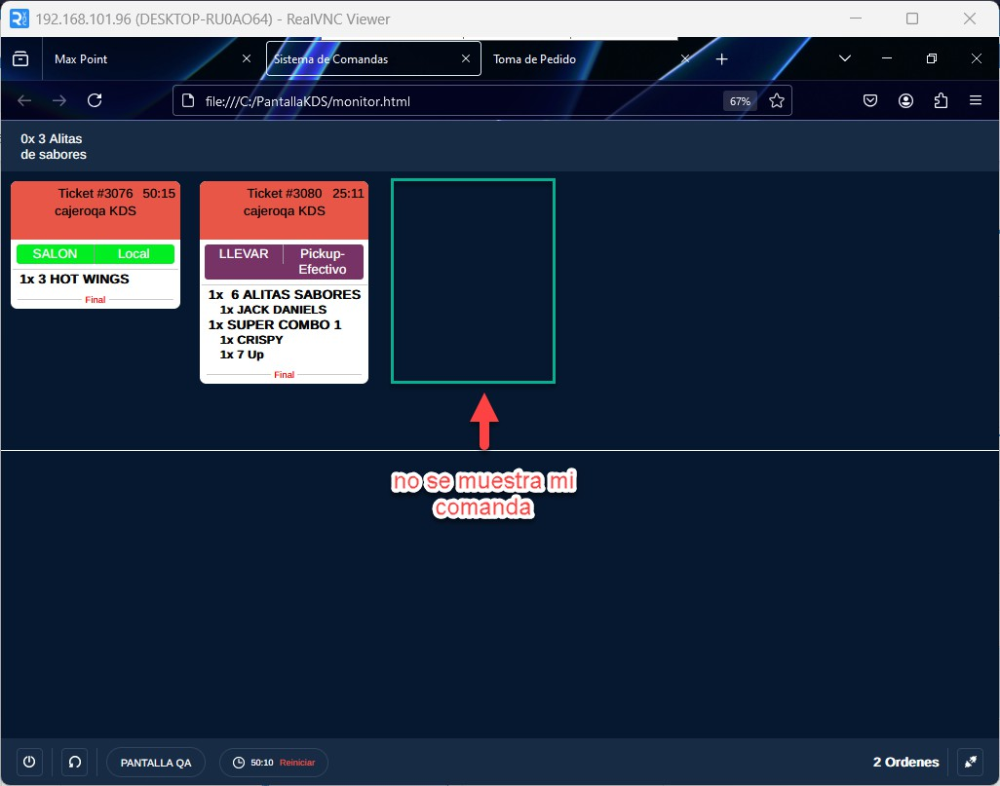 192.168.101.96 (DESKTOP-RU0AO64) - RealVNC Viewer
Max Point
Sistema de Comandas
Toma de Pedido
file:///C:/PantallaKDS/monitor.html
67%
0x 3 Alitas
de sabores
Ticket #3076 50:15
cajeroqa KDS
SALON Local
1x 3 HOT WINGS
Final
Ticket #3080 25:11
cajeroqa KDS
LLEVAR Pickup-
Efectivo
1x 6 ALITAS SABORES
1x JACK DANIELS
1x SUPER COMBO 1
1x CRISPY
1x 7 Up
Final
no se muestra mi
comanda
PANTALLA QA
50:10 Reiniciar
2 Ordenes